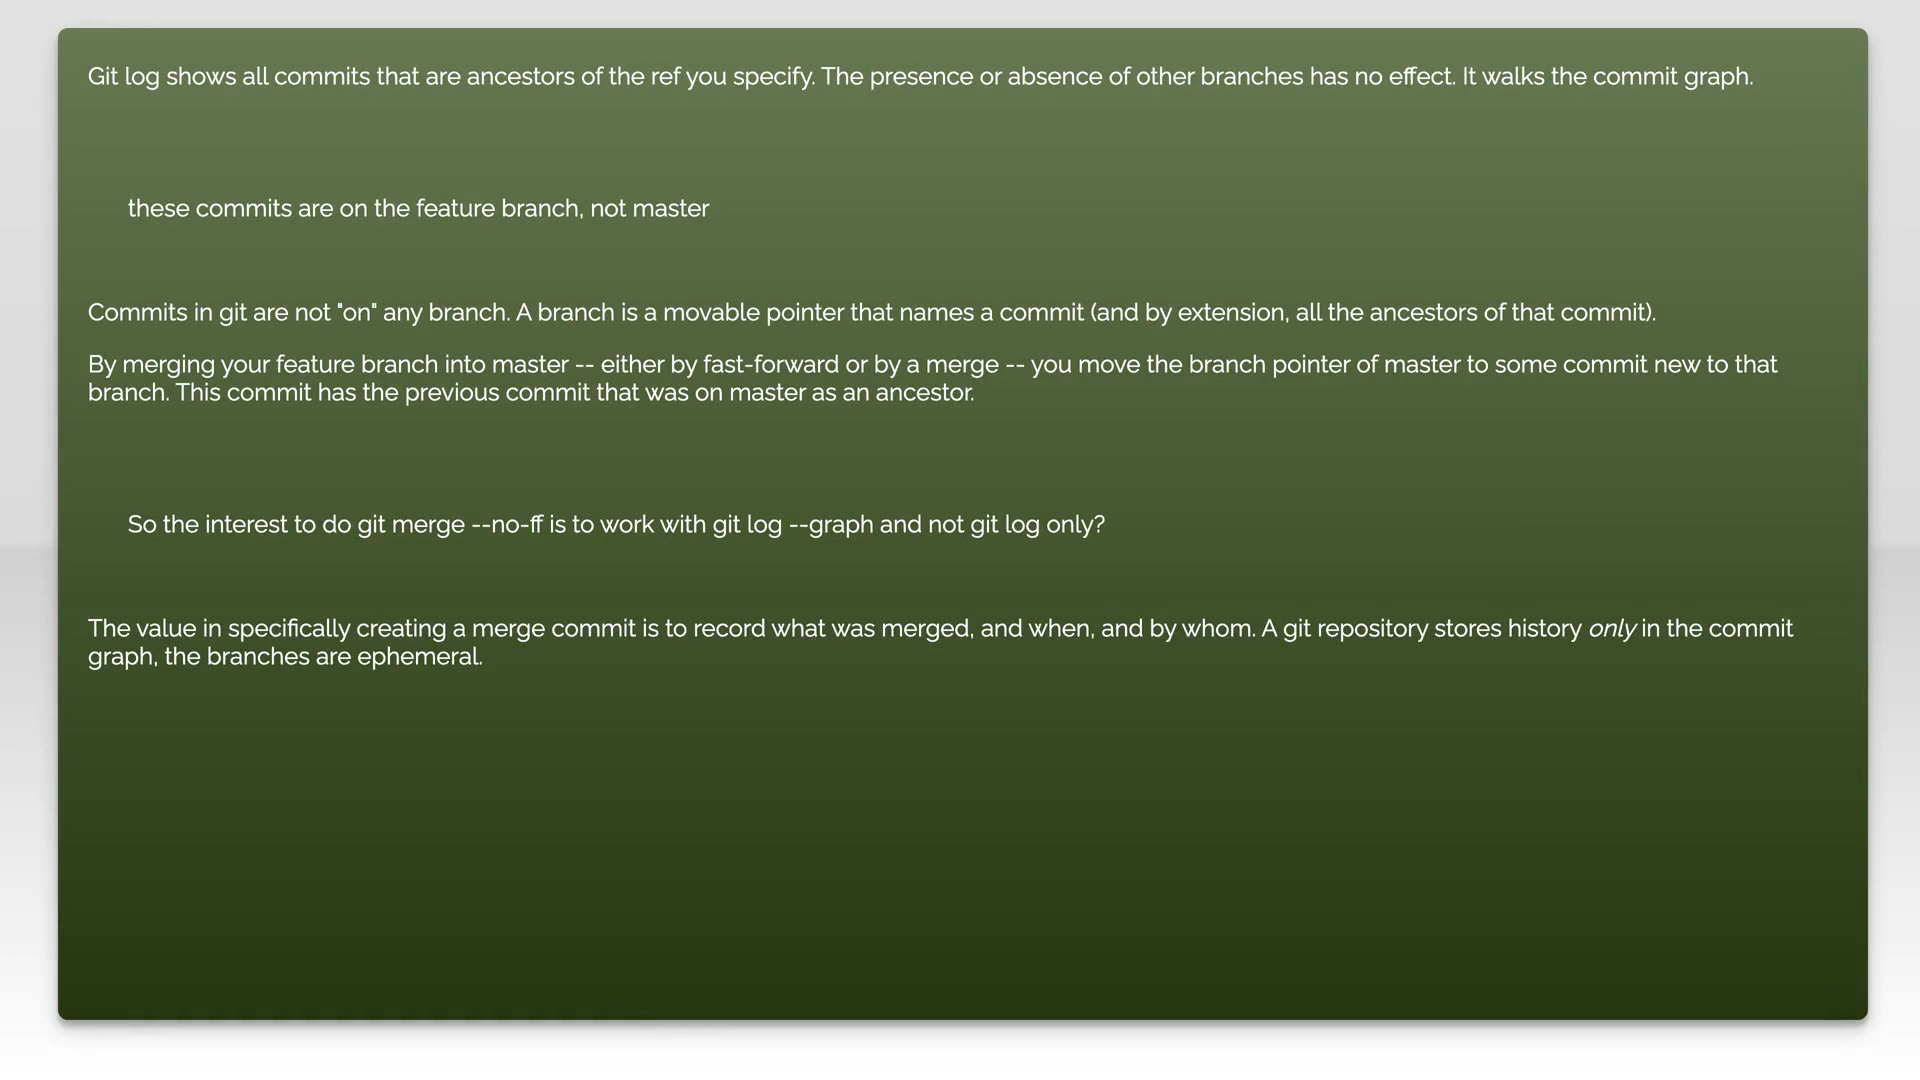 Git log shows all commits that are ancestors of the ref you specify. The presence or absence of other branches has no effect. It walks the commit graph.
these commits are on the feature branch, not master
Commits in git are not "on" any branch. A branch is a movable pointer that names a commit (and by extension, all the ancestors of that commit).
By merging your feature branch into master -- either by fast-forward or by a merge -- you move the branch pointer of master to some commit new to that
branch. This commit has the previous commit that was on master as an ancestor.
So the interest to do git merge --no-ff is to work with git log --graph and not git log only?
The value in specifically creating a merge commit is to record what was merged, and when, and by whom. A git repository stores history only in the commit
graph, the branches are ephemeral.